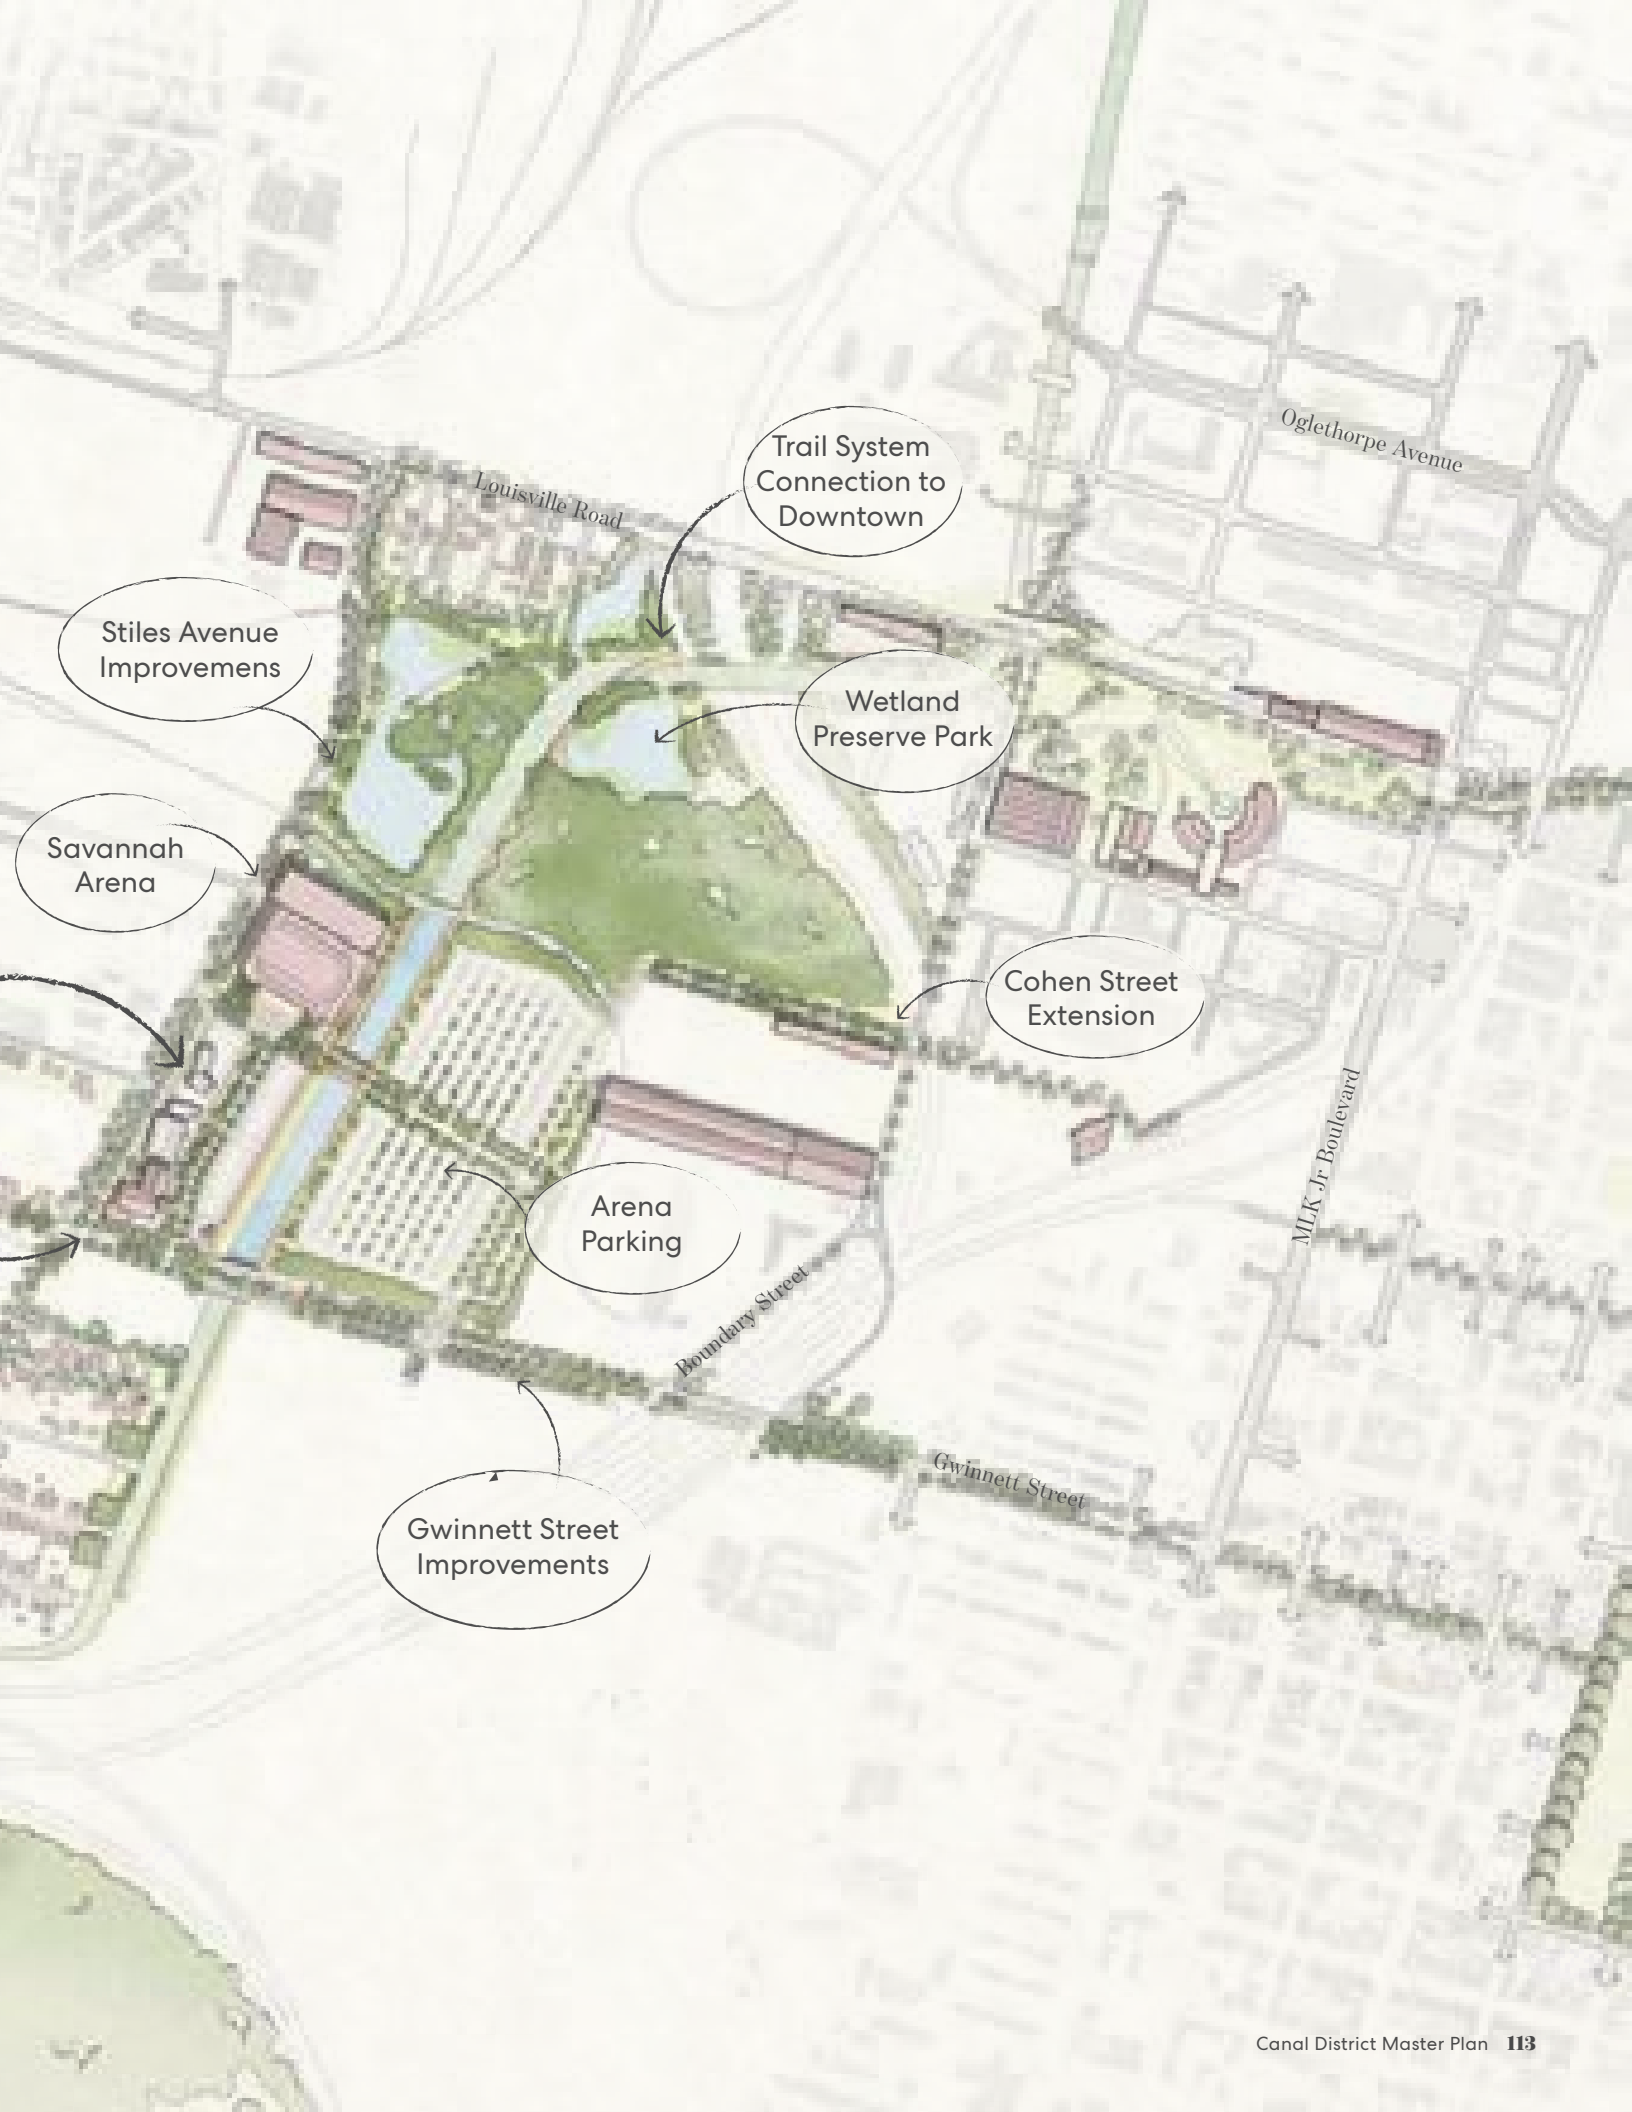 Oglethorpe Avenue
Trail System
Connection to
Downtown
Louisville Road
Stiles Avenue
Improvemens
Wetland
Preserve Park
Savannah
Arena
Cohen Street
Extension
MLK Jr Boulevard
Arena
Parking
Boundary Street
Gwinnett Street
Gwinnett Street
Improvements
Canal District Master Plan 113